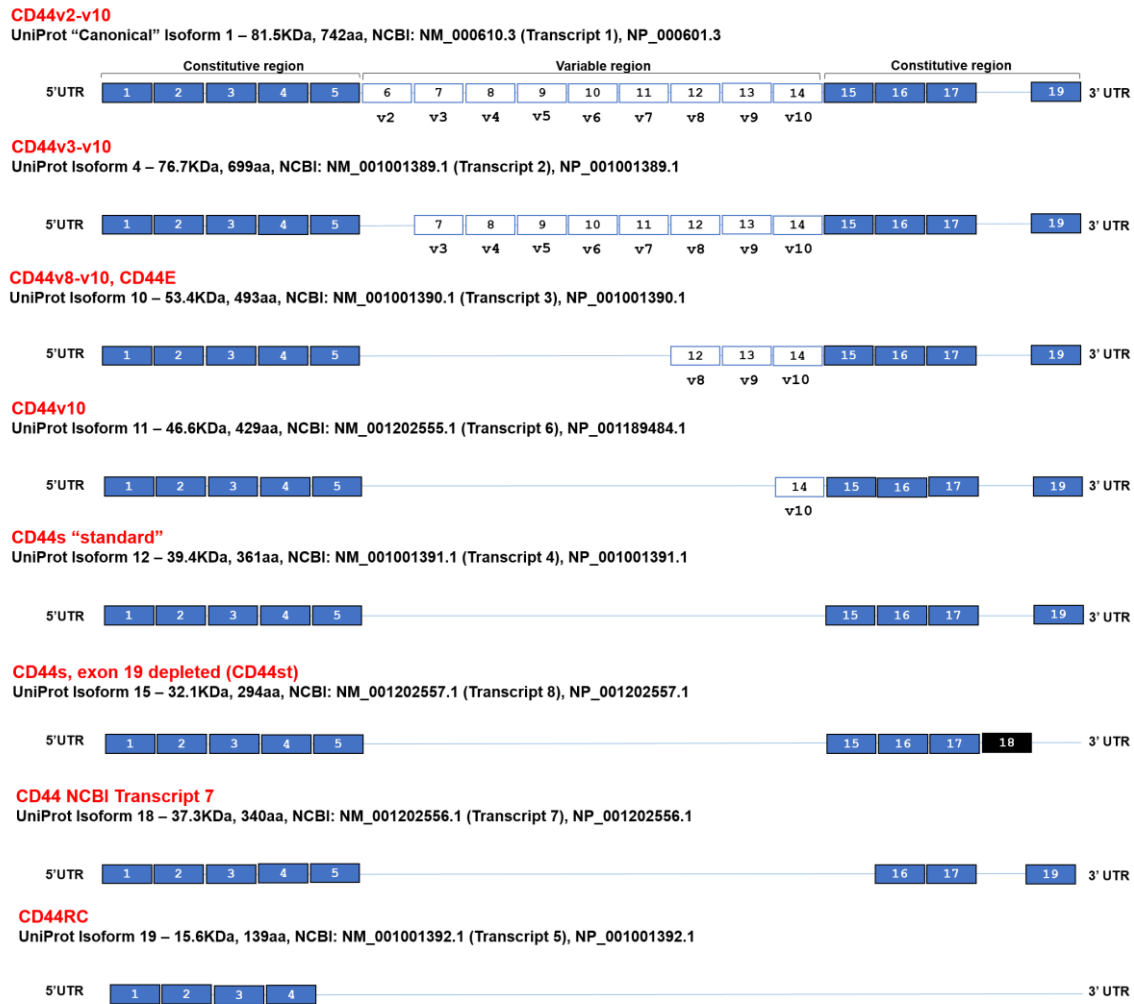 CD44v2-v10
UniProt “Canonical” Isoform 1 – 81.5KDa, 742aa, NCBI: NM_000610.3 (Transcript 1), NP_000601.3
Constitutive region Variable region Constitutive region
5’UTR 1 2 3 4 5 6 7 8 9 10 11 12 13 14 15 16 17 19 3’ UTR
v2 v3 v4 v5 v6 v7 v8 v9 v10
CD44v3-v10
UniProt Isoform 4 – 76.7KDa, 699aa, NCBI: NM_001001389.1 (Transcript 2), NP_001001389.1
5’UTR 1 2 3 4 5 7 8 9 10 11 12 13 14 15 16 17 19 3’ UTR
v3 v4 v5 v6 v7 v8 v9 v10
CD44v8-v10, CD44E
UniProt Isoform 10 – 53.4KDa, 493aa, NCBI: NM_001001390.1 (Transcript 3), NP_001001390.1
5’UTR 1 2 3 4 5 12 13 14 15 16 17 19 3’ UTR
v8 v9 v10
CD44v10
UniProt Isoform 11 – 46.6KDa, 429aa, NCBI: NM_001202555.1 (Transcript 6), NP_001189484.1
5’UTR 1 2 3 4 5 14 15 16 17 19 3’ UTR
v10
CD44s “standard”
UniProt Isoform 12 – 39.4KDa, 361aa, NCBI: NM_001001391.1 (Transcript 4), NP_001001391.1
5’UTR 1 2 3 4 5 15 16 17 19 3’ UTR
CD44s, exon 19 depleted (CD44st)
UniProt Isoform 15 – 32.1KDa, 294aa, NCBI: NM_001202557.1 (Transcript 8), NP_001202557.1
5’UTR 1 2 3 4 5 15 16 17 18 3’ UTR
CD44 NCBI Transcript 7
UniProt Isoform 18 – 37.3KDa, 340aa, NCBI: NM_001202556.1 (Transcript 7), NP_001202556.1
5’UTR 1 2 3 4 5 16 17 19 3’ UTR
CD44RC
UniProt Isoform 19 – 15.6KDa, 139aa, NCBI: NM_001001392.1 (Transcript 5), NP_001001392.1
5’UTR 1 2 3 4 3’ UTR